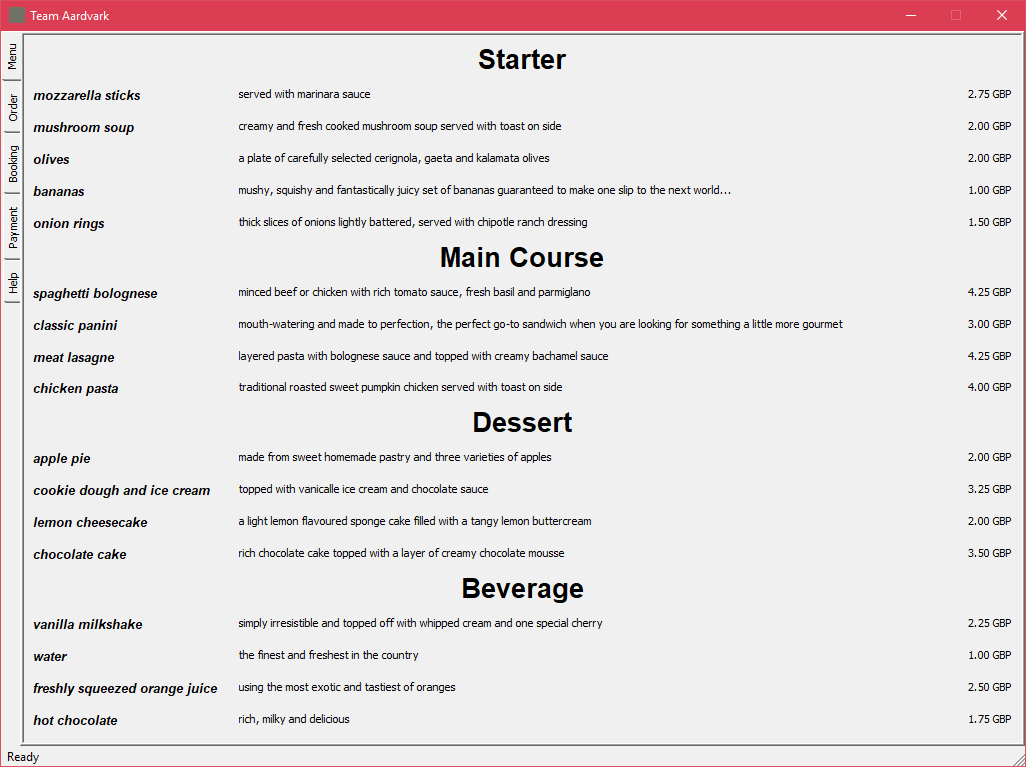 Team Aardvark
Menu
Order
Booking
Payment
Help
Starter
mozzarella sticks served with marinara sauce 2.75 GBP
mushroom soup creamy and fresh cooked mushroom soup served with toast on side 2.00 GBP
olives a plate of carefully selected cerignola, gaeta and kalamata olives 2.00 GBP
bananas mushy, squishy and fantastically juicy set of bananas guaranteed to make one slip to the next world... 1.00 GBP
onion rings thick slices of onions lightly battered, served with chipotle ranch dressing 1.50 GBP
Main Course
spaghetti bolognese minced beef or chicken with rich tomato sauce, fresh basil and parmiglano 4.25 GBP
classic panini mouth-watering and made to perfection, the perfect go-to sandwich when you are looking for something a little more gourmet 3.00 GBP
meat lasagne layered pasta with bolognese sauce and topped with creamy bachamel sauce 4.25 GBP
chicken pasta traditional roasted sweet pumpkin chicken served with toast on side 4.00 GBP
Dessert
apple pie made from sweet homemade pastry and three varieties of apples 2.00 GBP
cookie dough and ice cream topped with vanicalle ice cream and chocolate sauce 3.25 GBP
lemon cheesecake a light lemon flavoured sponge cake filled with a tangy lemon buttercream 2.00 GBP
chocolate cake rich chocolate cake topped with a layer of creamy chocolate mousse 3.50 GBP
Beverage
vanilla milkshake simply irresistible and topped off with whipped cream and one special cherry 2.25 GBP
water the finest and freshest in the country 1.00 GBP
freshly squeezed orange juice using the most exotic and tastiest of oranges 2.50 GBP
hot chocolate rich, milky and delicious 1.75 GBP
Ready